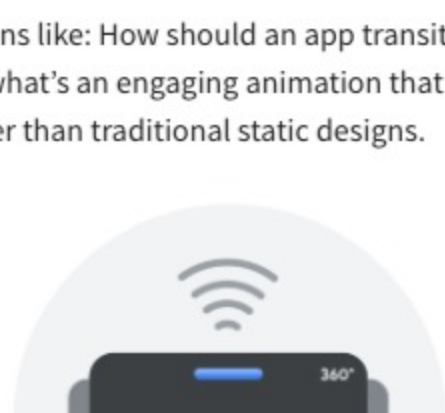 ns like: How should an app transit
what's an engaging animation that
er than traditional static designs.
360°